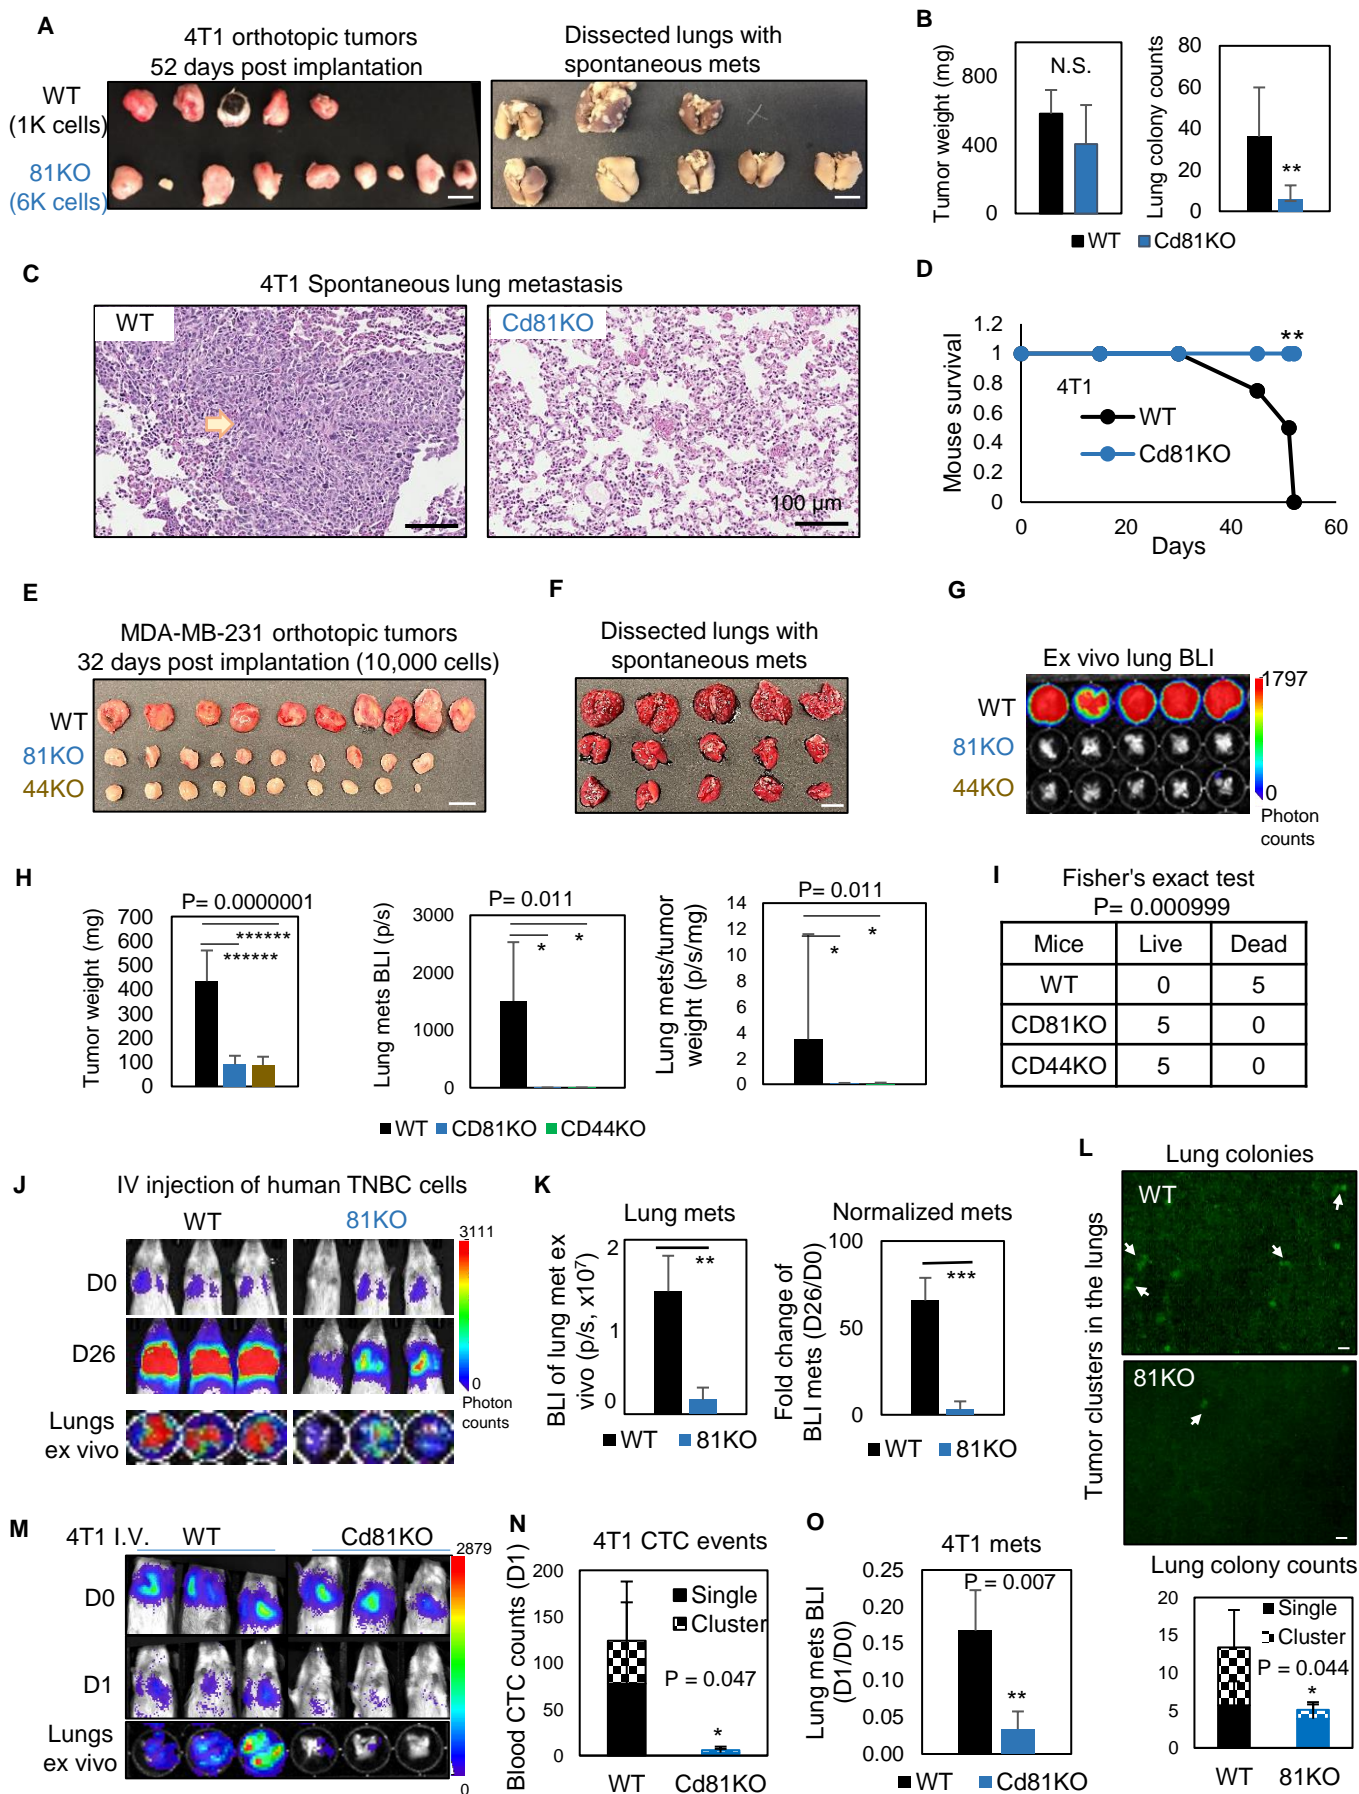 A
4T1 orthotopic tumors
52 days post implantation
Dissected lungs with
spontaneous mets
WT
(1K cells)
81KO
(6K cells)
B
Tumor weight (mg)
800
400
0
N.S.
Lung colony counts
80
60
40
20
0
**
WT Cd81KO
C
4T1 Spontaneous lung metastasis
WT
Cd81KO
100 µm
D
Mouse survival
1.2
1
0.8
0.6
0.4
0.2
0
**
4T1
WT
Cd81KO
0 20 40 60
Days
E
MDA-MB-231 orthotopic tumors
32 days post implantation (10,000 cells)
WT
81KO
44KO
F
Dissected lungs with
spontaneous mets
G
Ex vivo lung BLI
WT
81KO
44KO
1797
0
Photon
counts
H
P= 0.0000001
Tumor weight (mg)
700
600
500
400
300
200
100
0
******
******
P= 0.011
Lung mets BLI (p/s)
3000
2000
1000
0
* *
P= 0.011
Lung mets/tumor
weight (p/s/mg)
14
12
10
8
6
4
2
0
* *
WT CD81KO CD44KO
I
Fisher's exact test
P= 0.000999
Mice Live Dead
WT 0 5
CD81KO 5 0
CD44KO 5 0
J
IV injection of human TNBC cells
WT 81KO
D0
D26
Lungs
ex vivo
3111
0
Photon
counts
K
Lung mets
BLI of lung met ex
vivo (p/s, x10⁷)
2
1
0
**
WT 81KO
Normalized mets
Fold change of
BLI mets (D26/D0)
100
50
0
***
WT 81KO
L
Lung colonies
Tumor clusters in the lungs
WT
81KO
Lung colony counts
20
15
10
5
0
Single
Cluster
P = 0.044
*
WT 81KO
M
4T1 I.V. WT Cd81KO
D0
D1
Lungs
ex vivo
2879
0
N
4T1 CTC events
Blood CTC counts (D1)
200
150
100
50
0
Single
Cluster
P = 0.047
*
WT Cd81KO
O
4T1 mets
Lung mets BLI
(D1/D0)
0.25
0.20
0.15
0.10
0.05
0.00
P = 0.007
**
WT Cd81KO